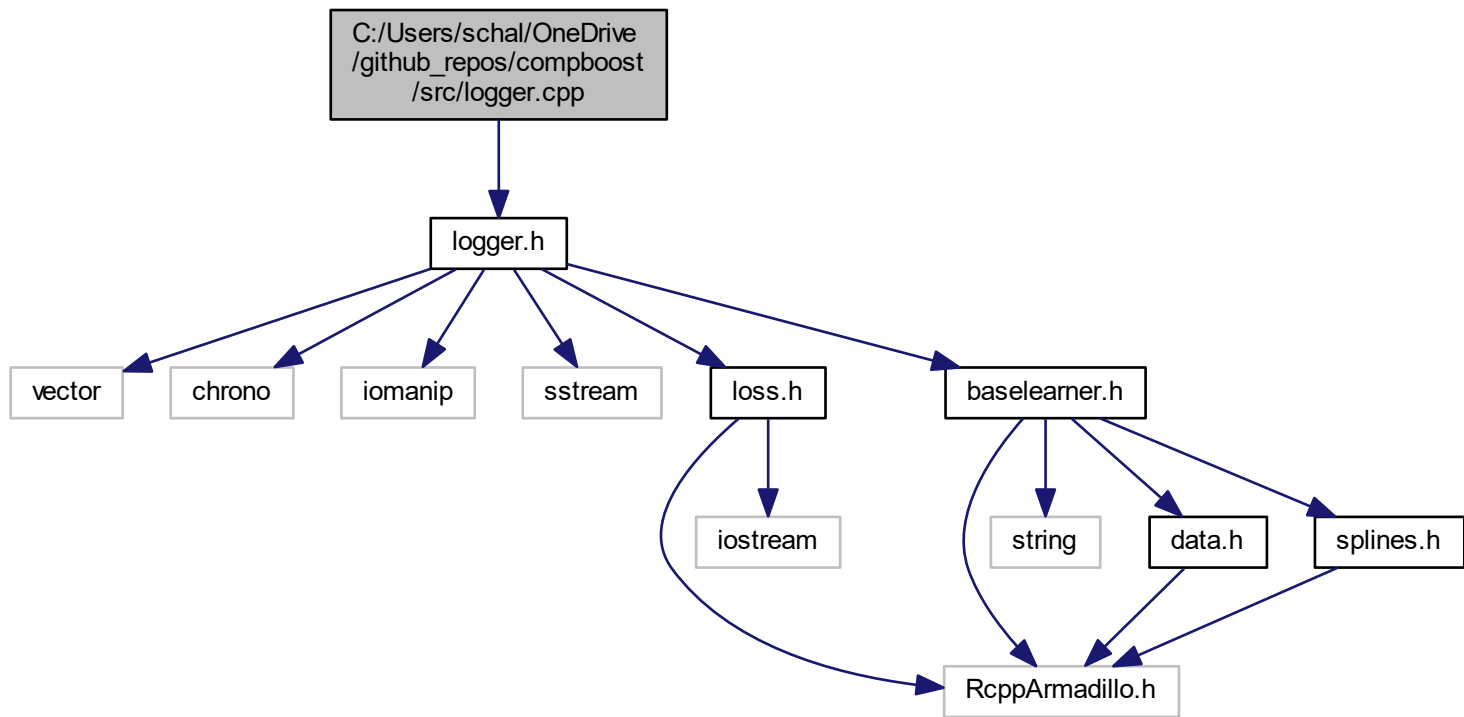 C:/Users/schal/OneDrive
/github_repos/compboost
/src/logger.cpp
logger.h
vector
chrono
iomanip
sstream
loss.h
baselearner.h
iostream
string
data.h
splines.h
RcppArmadillo.h